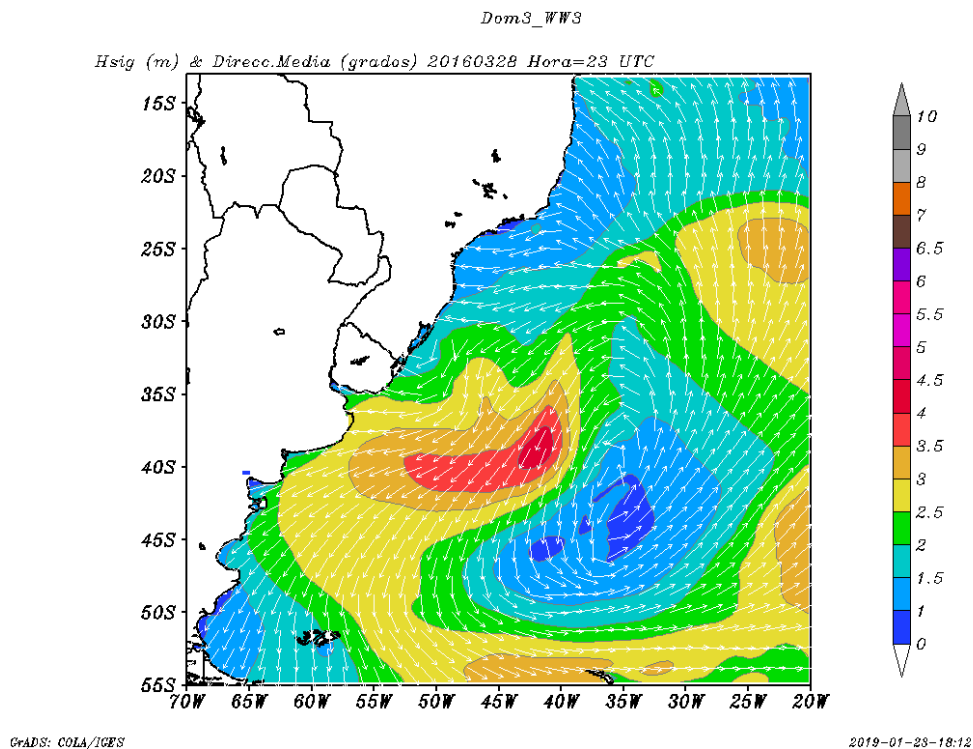 Dom3_WW3
Hsig (m) & Direcc.Media (grados) 20160328 Hora=23 UTC
15S
20S
25S
30S
35S
40S
45S
50S
55S
70W 65W 60W 55W 50W 45W 40W 35W 30W 25W 20W
10
9
8
7
6.5
6
5.5
5
4.5
4
3.5
3
2.5
2
1.5
1
0
GrADS: COLA/IGES
2019-01-23-18:12